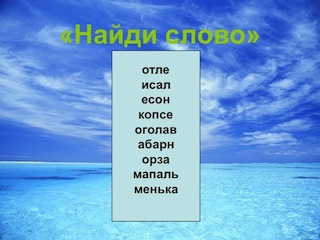 «Найди слово»
отле
исал
есон
копсе
оголав
абарн
орза
мапаль
менька